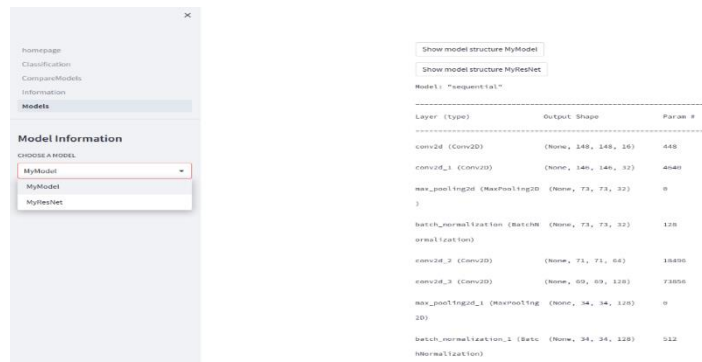 ×
homepage
Classification
CompareModels
Information
Models
Model Information
CHOOSE A MODEL
MyModel
MyModel
MyResNet
Show model structure MyModel
Show model structure MyResNet
Model: "sequential"
Layer (type) Output Shape Param #
conv2d (Conv2D) (None, 148, 148, 16) 448
conv2d_1 (Conv2D) (None, 146, 146, 32) 4640
max_pooling2d (MaxPooling2D (None, 73, 73, 32) 0
)
batch_normalization (BatchN (None, 73, 73, 32) 128
ormalization)
conv2d_2 (Conv2D) (None, 71, 71, 64) 18496
conv2d_3 (Conv2D) (None, 69, 69, 128) 73856
max_pooling2d_1 (MaxPooling (None, 34, 34, 128) 0
2D)
batch_normalization_1 (Batc (None, 34, 34, 128) 512
hNormalization)